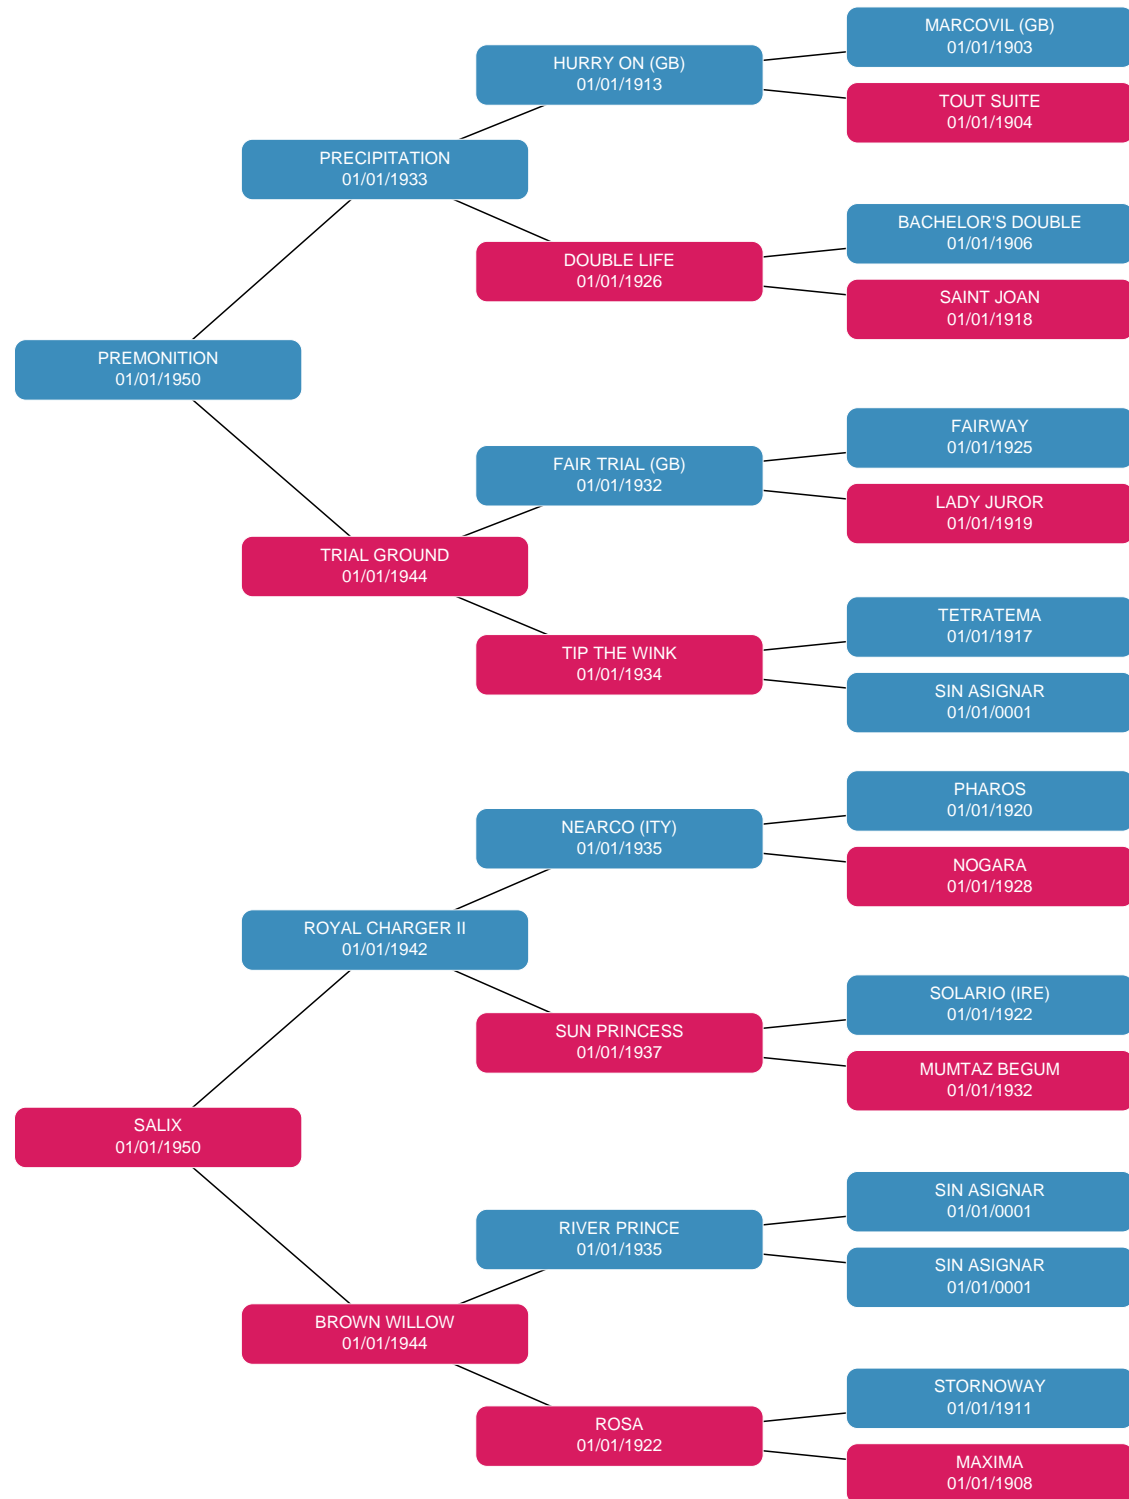 MARCOVIL (GB)
01/01/1903
HURRY ON (GB)
01/01/1913
TOUT SUITE
01/01/1904
PRECIPITATION
01/01/1933
BACHELOR'S DOUBLE
01/01/1906
DOUBLE LIFE
01/01/1926
SAINT JOAN
01/01/1918
PREMONITION
01/01/1950
FAIRWAY
01/01/1925
FAIR TRIAL (GB)
01/01/1932
LADY JUROR
01/01/1919
TRIAL GROUND
01/01/1944
TETRATEMA
01/01/1917
TIP THE WINK
01/01/1934
SIN ASIGNAR
01/01/0001
PHAROS
01/01/1920
NEARCO (ITY)
01/01/1935
NOGARA
01/01/1928
ROYAL CHARGER II
01/01/1942
SOLARIO (IRE)
01/01/1922
SUN PRINCESS
01/01/1937
MUMTAZ BEGUM
01/01/1932
SALIX
01/01/1950
SIN ASIGNAR
01/01/0001
RIVER PRINCE
01/01/1935
SIN ASIGNAR
01/01/0001
BROWN WILLOW
01/01/1944
STORNOWAY
01/01/1911
ROSA
01/01/1922
MAXIMA
01/01/1908